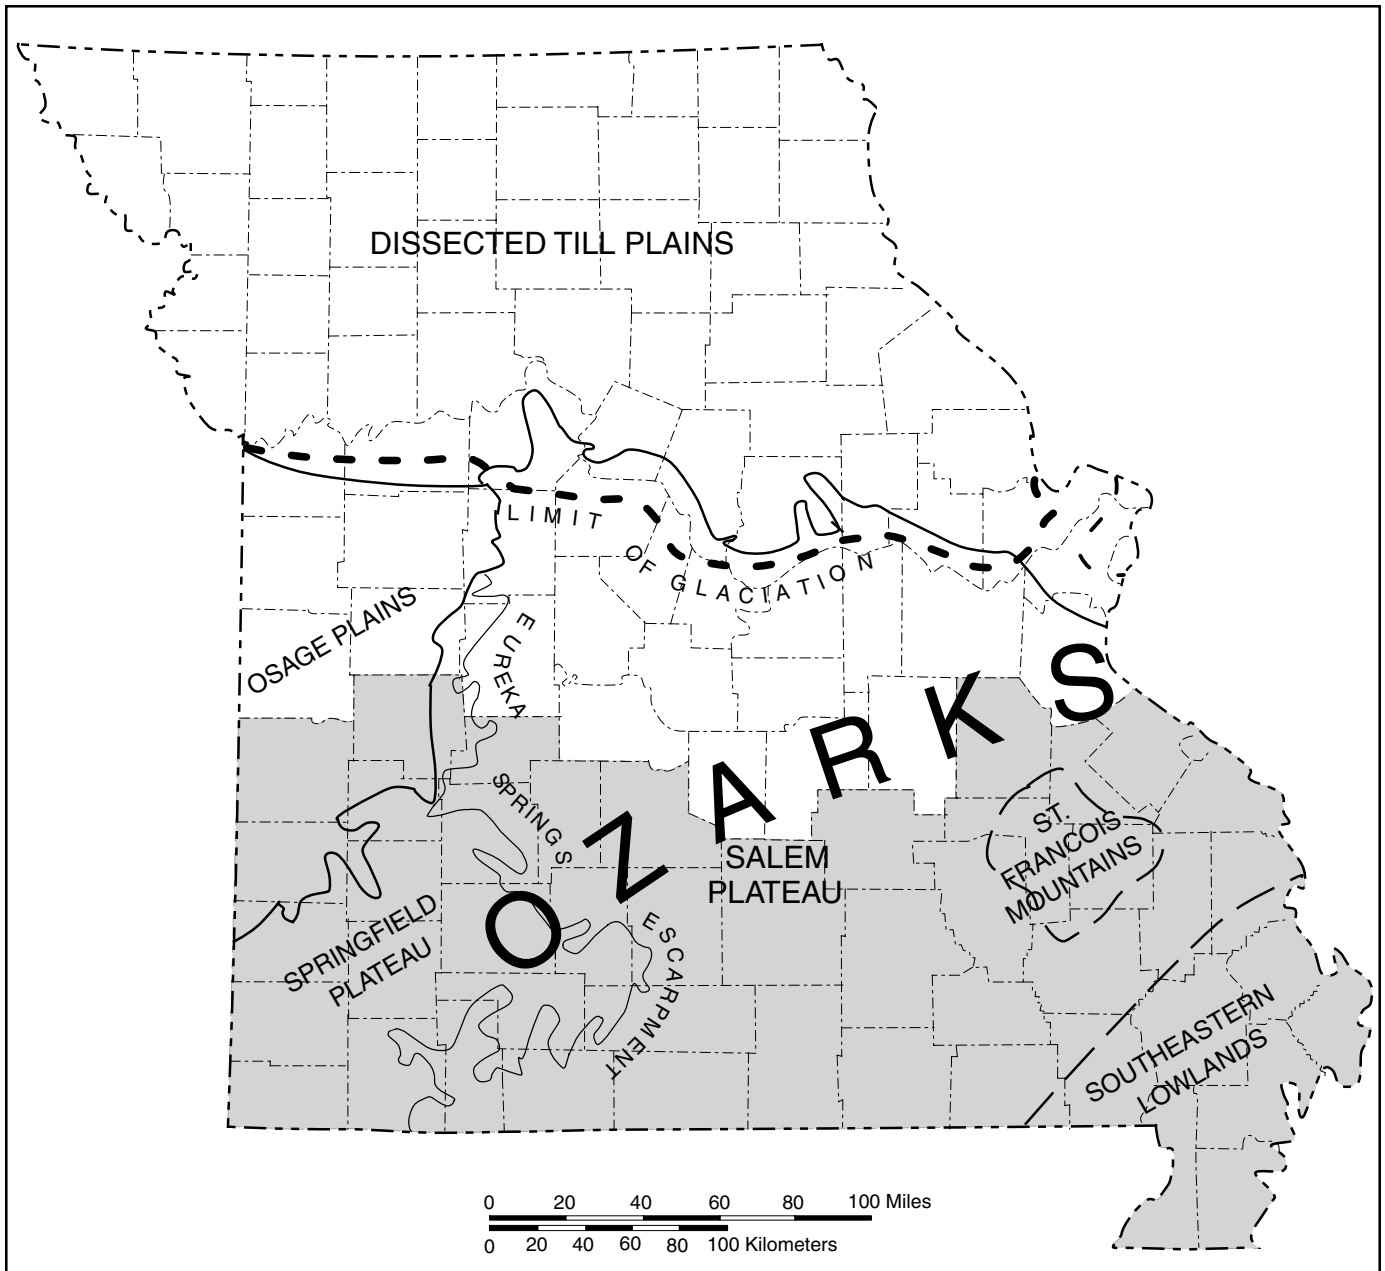 DISSECTED TILL PLAINS
LIMIT
OF GLACIATION
OSAGE PLAINS
EUREKA
SPRINGS
ESCARPMENT
OZARKS
SALEM
PLATEAU
ST.
FRANCOIS
MOUNTAINS
SPRINGFIELD
PLATEAU
SOUTHEASTERN
LOWLANDS
0 20 40 60 80 100 Miles
0 20 40 60 80 100 Kilometers